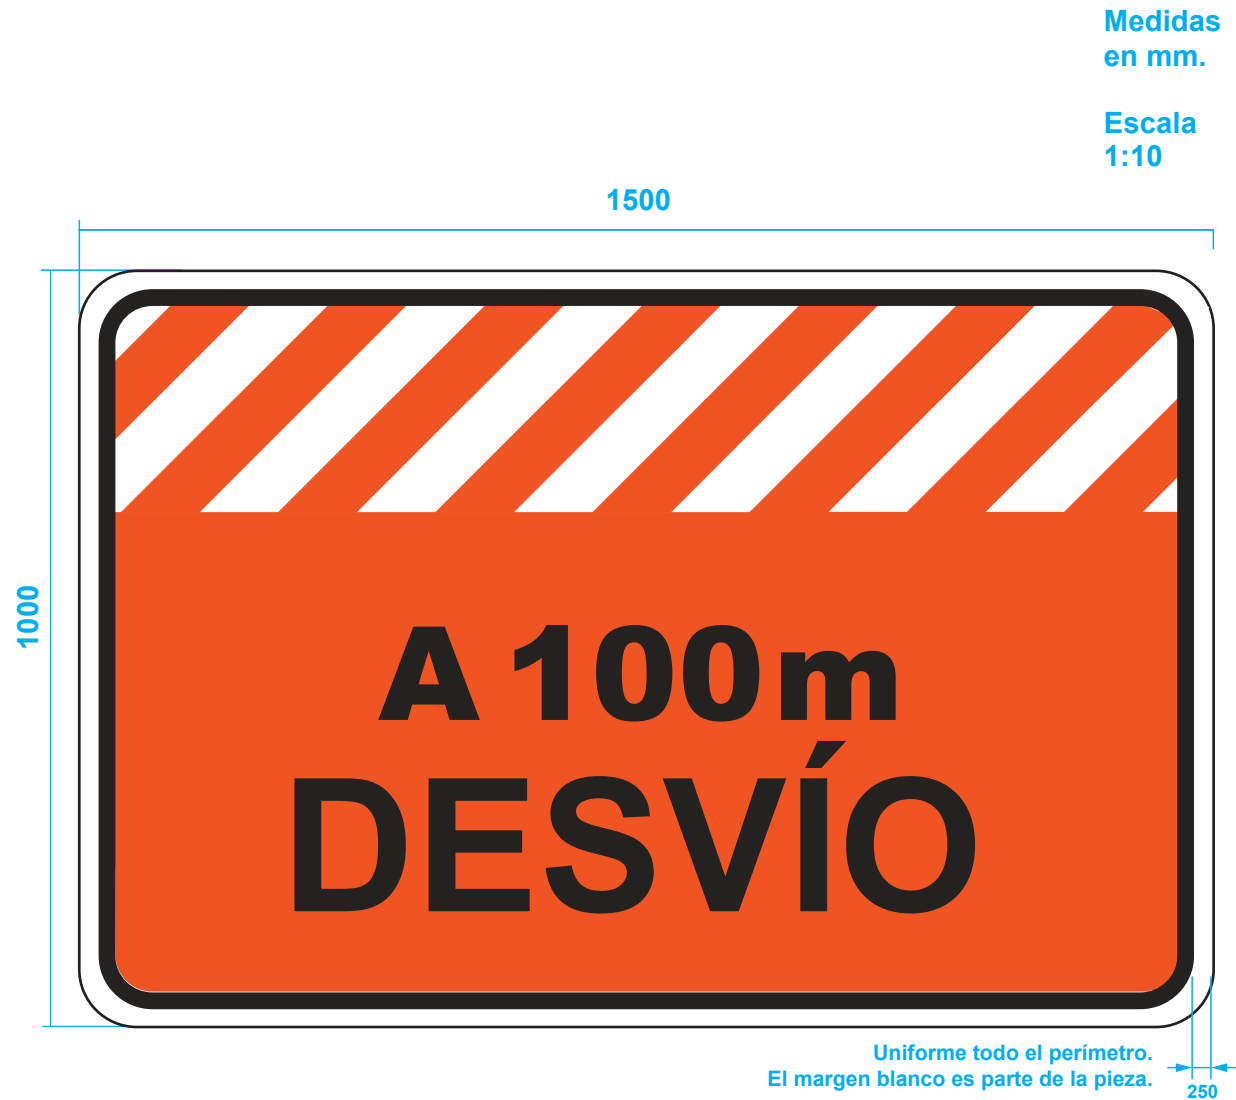 Medidas
en mm.
Escala
1:10
1500
1000
A 100 m
DESVÍO
Uniforme todo el perímetro.
El margen blanco es parte de la pieza.
250